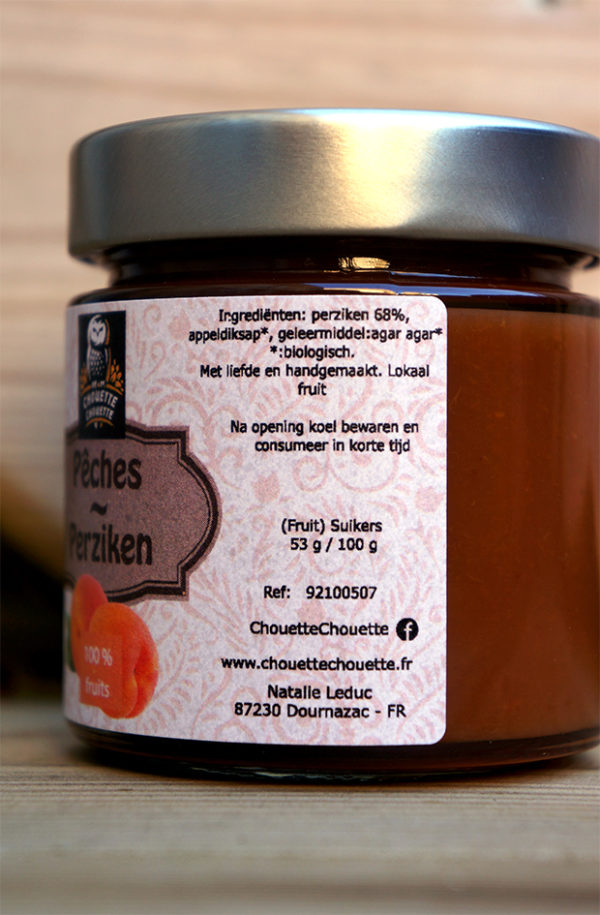 CHOUETTE
CHOUETTE
Pêches
~
Perziken
100 %
fruits
Ingrediënten: perziken 68%,
appeldiksap*, geleermiddel:agar agar*
*:biologisch.
Met liefde en handgemaakt. Lokaal
fruit
Na opening koel bewaren en
consumeer in korte tijd
(Fruit) Suikers
53 g / 100 g
Ref: 92100507
ChouetteChouette
www.chouettechouette.fr
Natalie Leduc
87230 Dournazac - FR